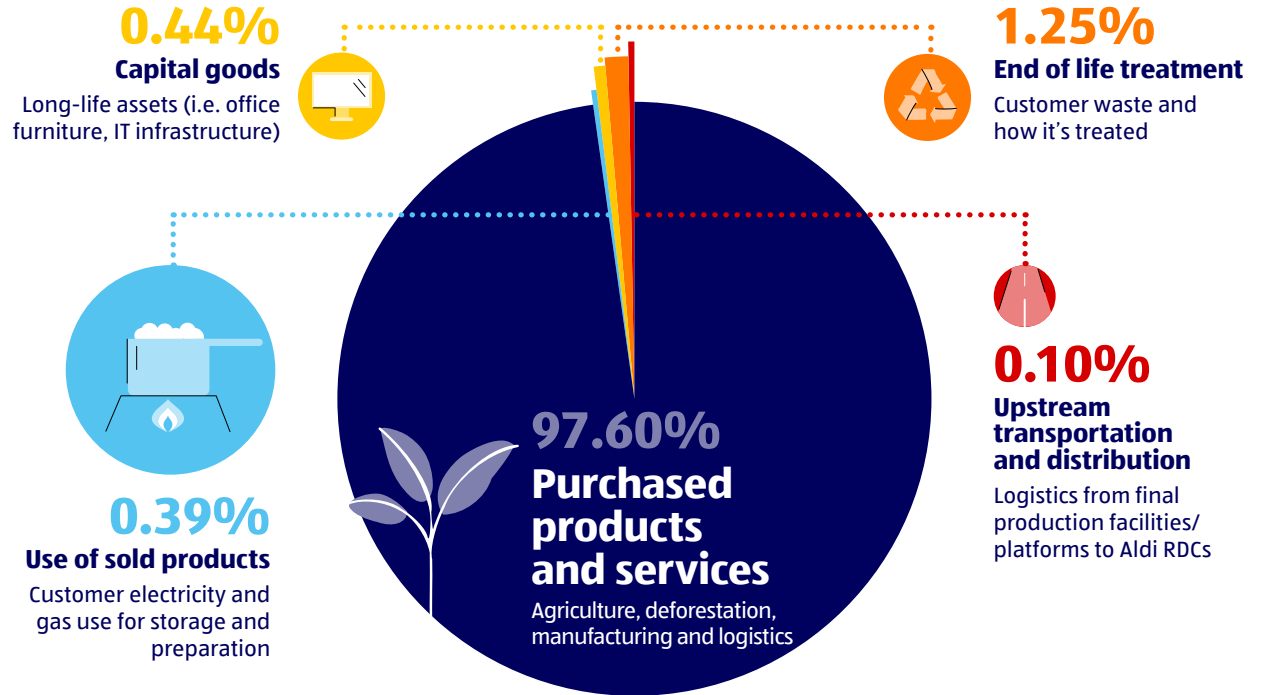 0.44%
Capital goods
Long-life assets (i.e. office
furniture, IT infrastructure)
1.25%
End of life treatment
Customer waste and
how it's treated
0.39%
Use of sold products
Customer electricity and
gas use for storage and
preparation
97.60%
Purchased
products
and services
Agriculture, deforestation,
manufacturing and logistics
0.10%
Upstream
transportation
and distribution
Logistics from final
production facilities/
platforms to Aldi RDCs